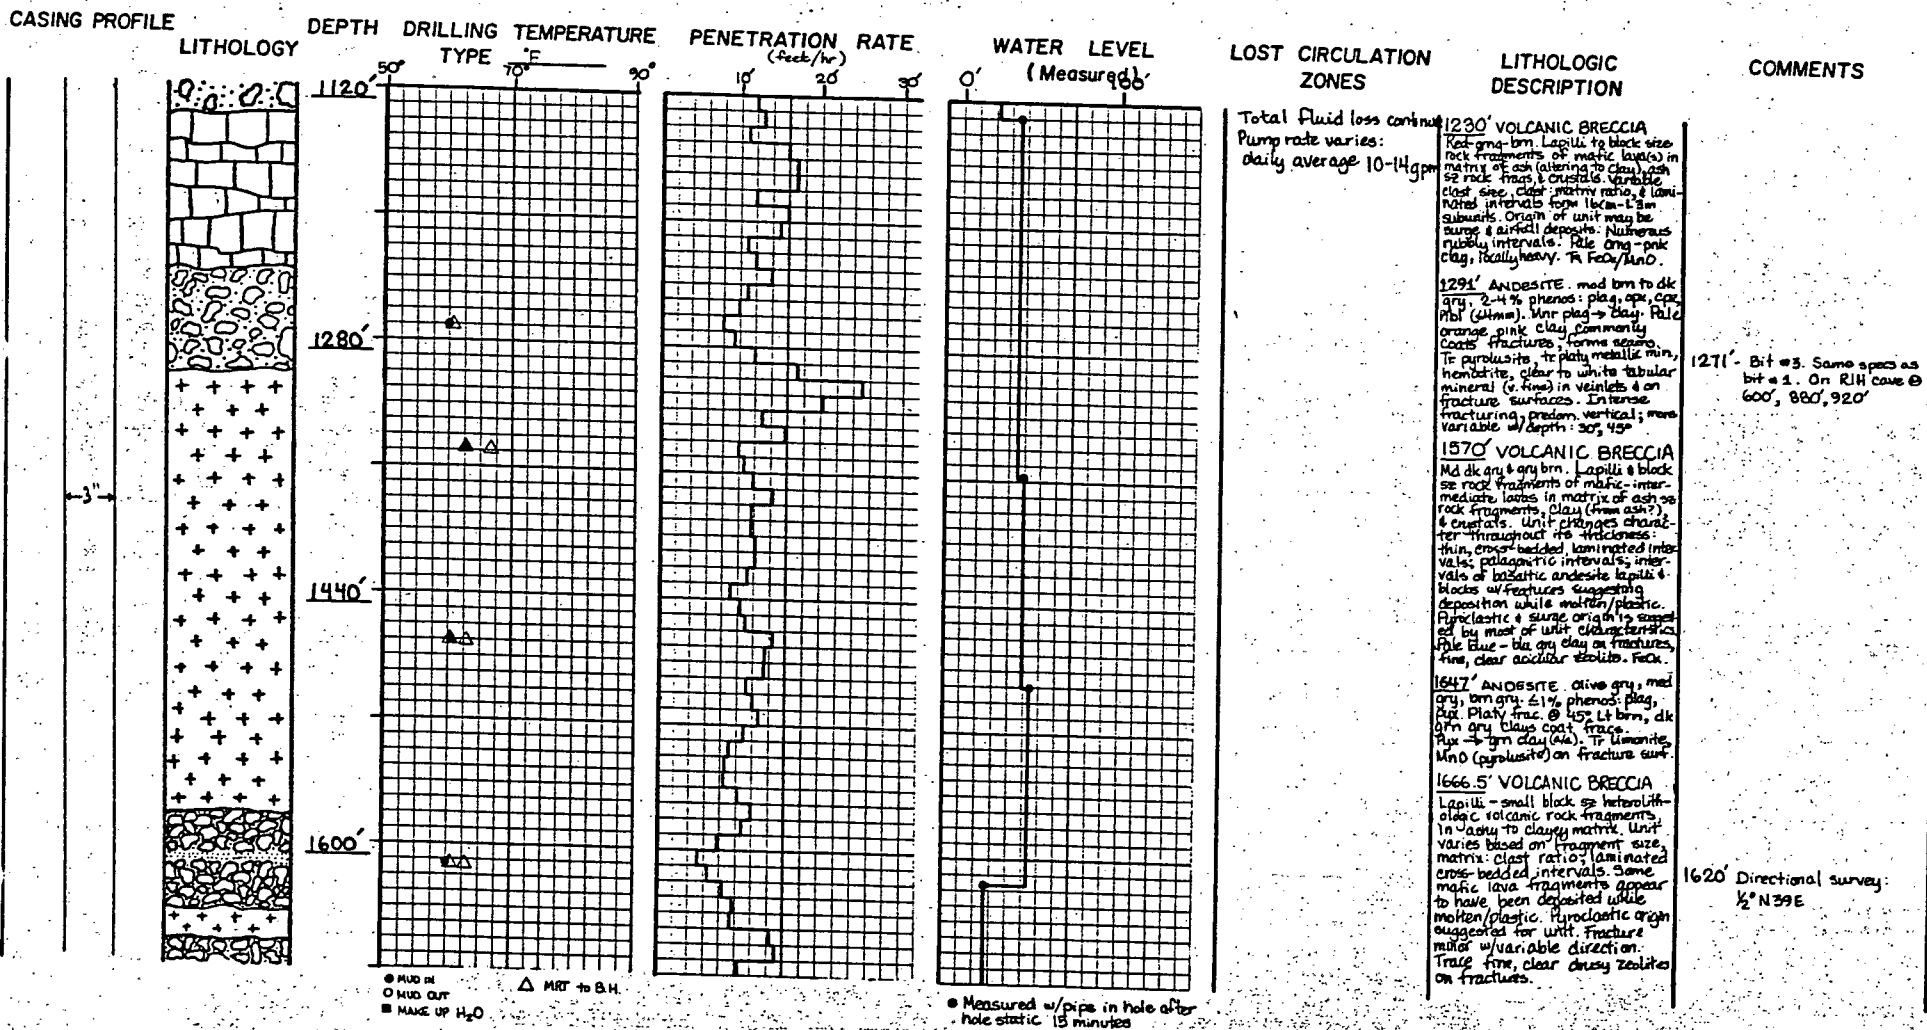 CASING PROFILE
LITHOLOGY
DEPTH
DRILLING TEMPERATURE
TYPE °F
50° 70° 90°
PENETRATION RATE
(feet/hr)
10' 20' 30'
WATER LEVEL
(Measured)
0' 100'
LOST CIRCULATION
ZONES
LITHOLOGIC
DESCRIPTION
COMMENTS
1120'
1280'
1440'
1600'
3"
Total fluid loss continue
Pump rate varies:
daily average 10-14gpm
1230' VOLCANIC BRECCIA
Red-orng-brn. Lapilli to block size
rock fragments of mafic lava(s) in
matrix of ash (altering to clay), ash
sz rock frags, & crystals. Variable
clast size, clast:matrix ratio, & lami-
nated intervals form
subunits. Origin of unit may be
surge & airfall deposits. Numerous
rubbly intervals. Pale orng-pnk
clay, locally heavy. Tr FeOx/MnO.
1291' ANDESITE. mod brn to dk
gry, 2-4% phenos: plag, opx, cpx,
Hbl (≤4mm). Unr plag → clay. Pale
orange pink clay commonly
coats fractures, forms seams.
Tr pyrolusite, tr platy metallic min,
hematite, clear to white tabular
mineral (v. fine) in veinlets & on
fracture surfaces. Intense
fracturing, predom. vertical; more
variable w/depth: 30°, 45°
1570' VOLCANIC BRECCIA
Md dk gry & gry brn. Lapilli & block
sz rock fragments of mafic-inter-
mediate lavas in matrix of ash sz
rock fragments, clay (from ash?),
& crystals. Unit changes charac-
ter throughout its thickness:
thin, cross-bedded, laminated inter-
vals; palagonitic intervals; inter-
vals of basaltic andesite lapilli &
blocks w/features suggesting
deposition while molten/plastic.
Pyroclastic & surge origin is suggest-
ed by most of unit characteristics.
Pale blue - blu gry clay on fractures,
fine, clear acicular zeolite. FeOx.
1647' ANDESITE. olive gry, med
gry, brn gry. ≤1% phenos: plag,
pyx. Platy frac. @ 45°. Lt brn, dk
grn gry clays coat fracs.
Pyx → grn clay. Tr limonite,
MnO (pyrolusite) on fracture surf.
1666.5' VOLCANIC BRECCIA
Lapilli - small block sz heterolith-
ologic volcanic rock fragments
in ashy to clayey matrix. Unit
varies based on fragment size,
matrix: clast ratio, laminated
cross-bedded intervals. Some
mafic lava fragments appear
to have been deposited while
molten/plastic. Pyroclastic origin
suggested for unit. Fracture
minor w/variable direction.
Trace fine, clear drusy zeolites
on fractures.
1271' - Bit #3. Same specs as
bit #1. On RIH cave @
600', 880', 920'
1620' Directional survey:
½° N39E
● MUD IN
○ MUD OUT
■ MAKE UP H₂O
△ MRT to B.H.
● Measured w/pipe in hole after
hole static 15 minutes